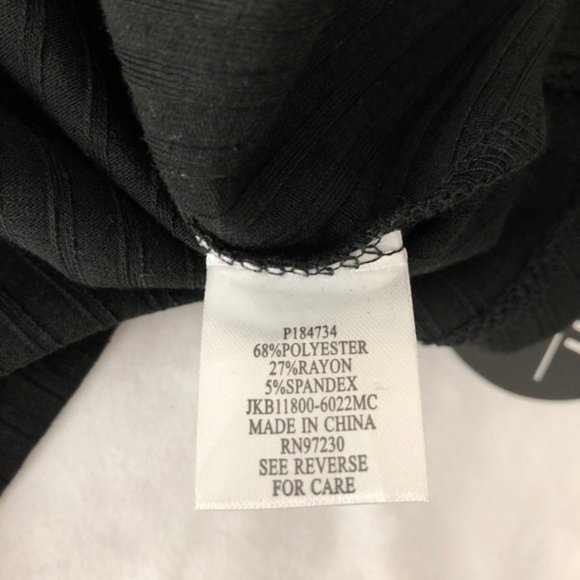 P184734
68%POLYESTER
27%RAYON
5%SPANDEX
JKB11800-6022MC
MADE IN CHINA
RN97230
SEE REVERSE
FOR CARE